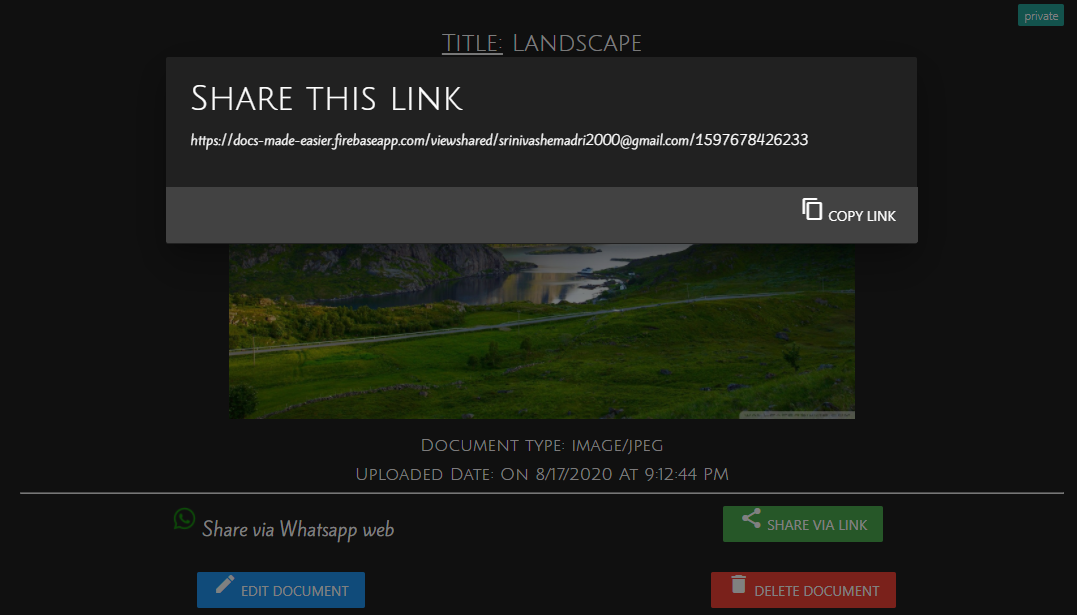 private
Title: Landscape
Share this link
https://docs-made-easier.firebaseapp.com/viewshared/srinivashemadri2000@gmail.com/1597678426233
COPY LINK
Document type: image/jpeg
Uploaded Date: On 8/17/2020 at 9:12:44 PM
Share via Whatsapp web
SHARE VIA LINK
EDIT DOCUMENT
DELETE DOCUMENT